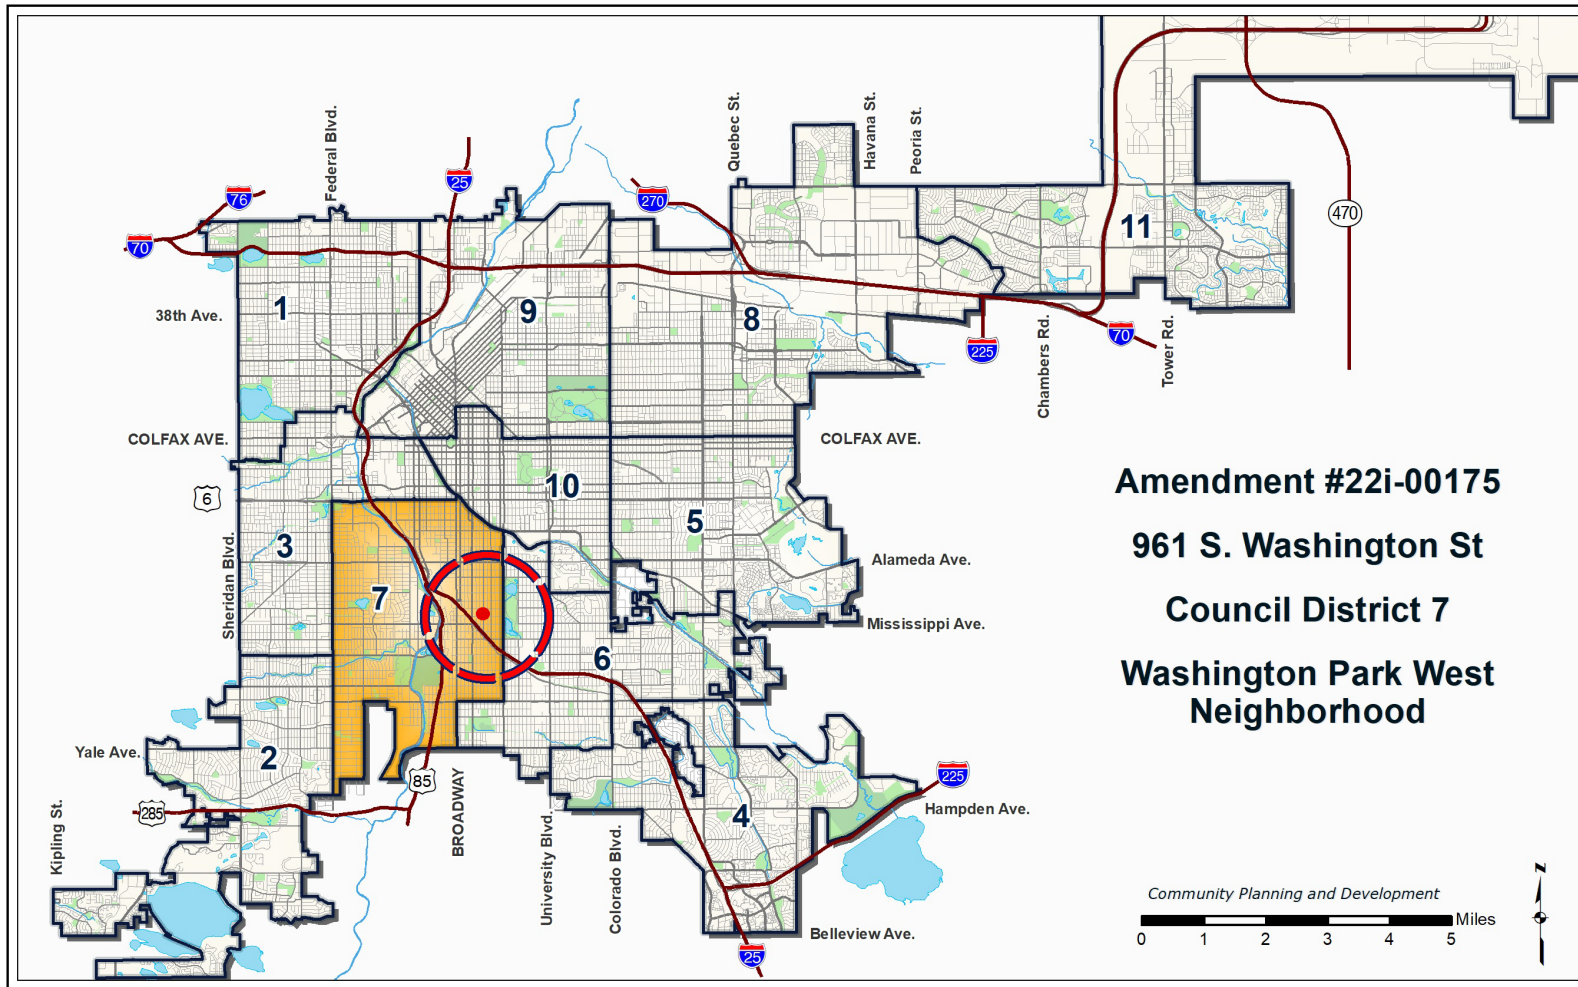 Federal Blvd.
Quebec St.
Havana St.
Peoria St.
76
25
270
70
470
11
1
9
8
38th Ave.
225
70
Chambers Rd.
Tower Rd.
COLFAX AVE.
COLFAX AVE.
6
10
5
3
Sheridan Blvd.
Alameda Ave.
7
Mississippi Ave.
6
Yale Ave.
2
85
285
225
Kipling St.
BROADWAY
University Blvd.
Colorado Blvd.
4
Hampden Ave.
Belleview Ave.
25
Amendment #22i-00175
961 S. Washington St
Council District 7
Washington Park West
Neighborhood
Community Planning and Development
Miles
0 1 2 3 4 5
N